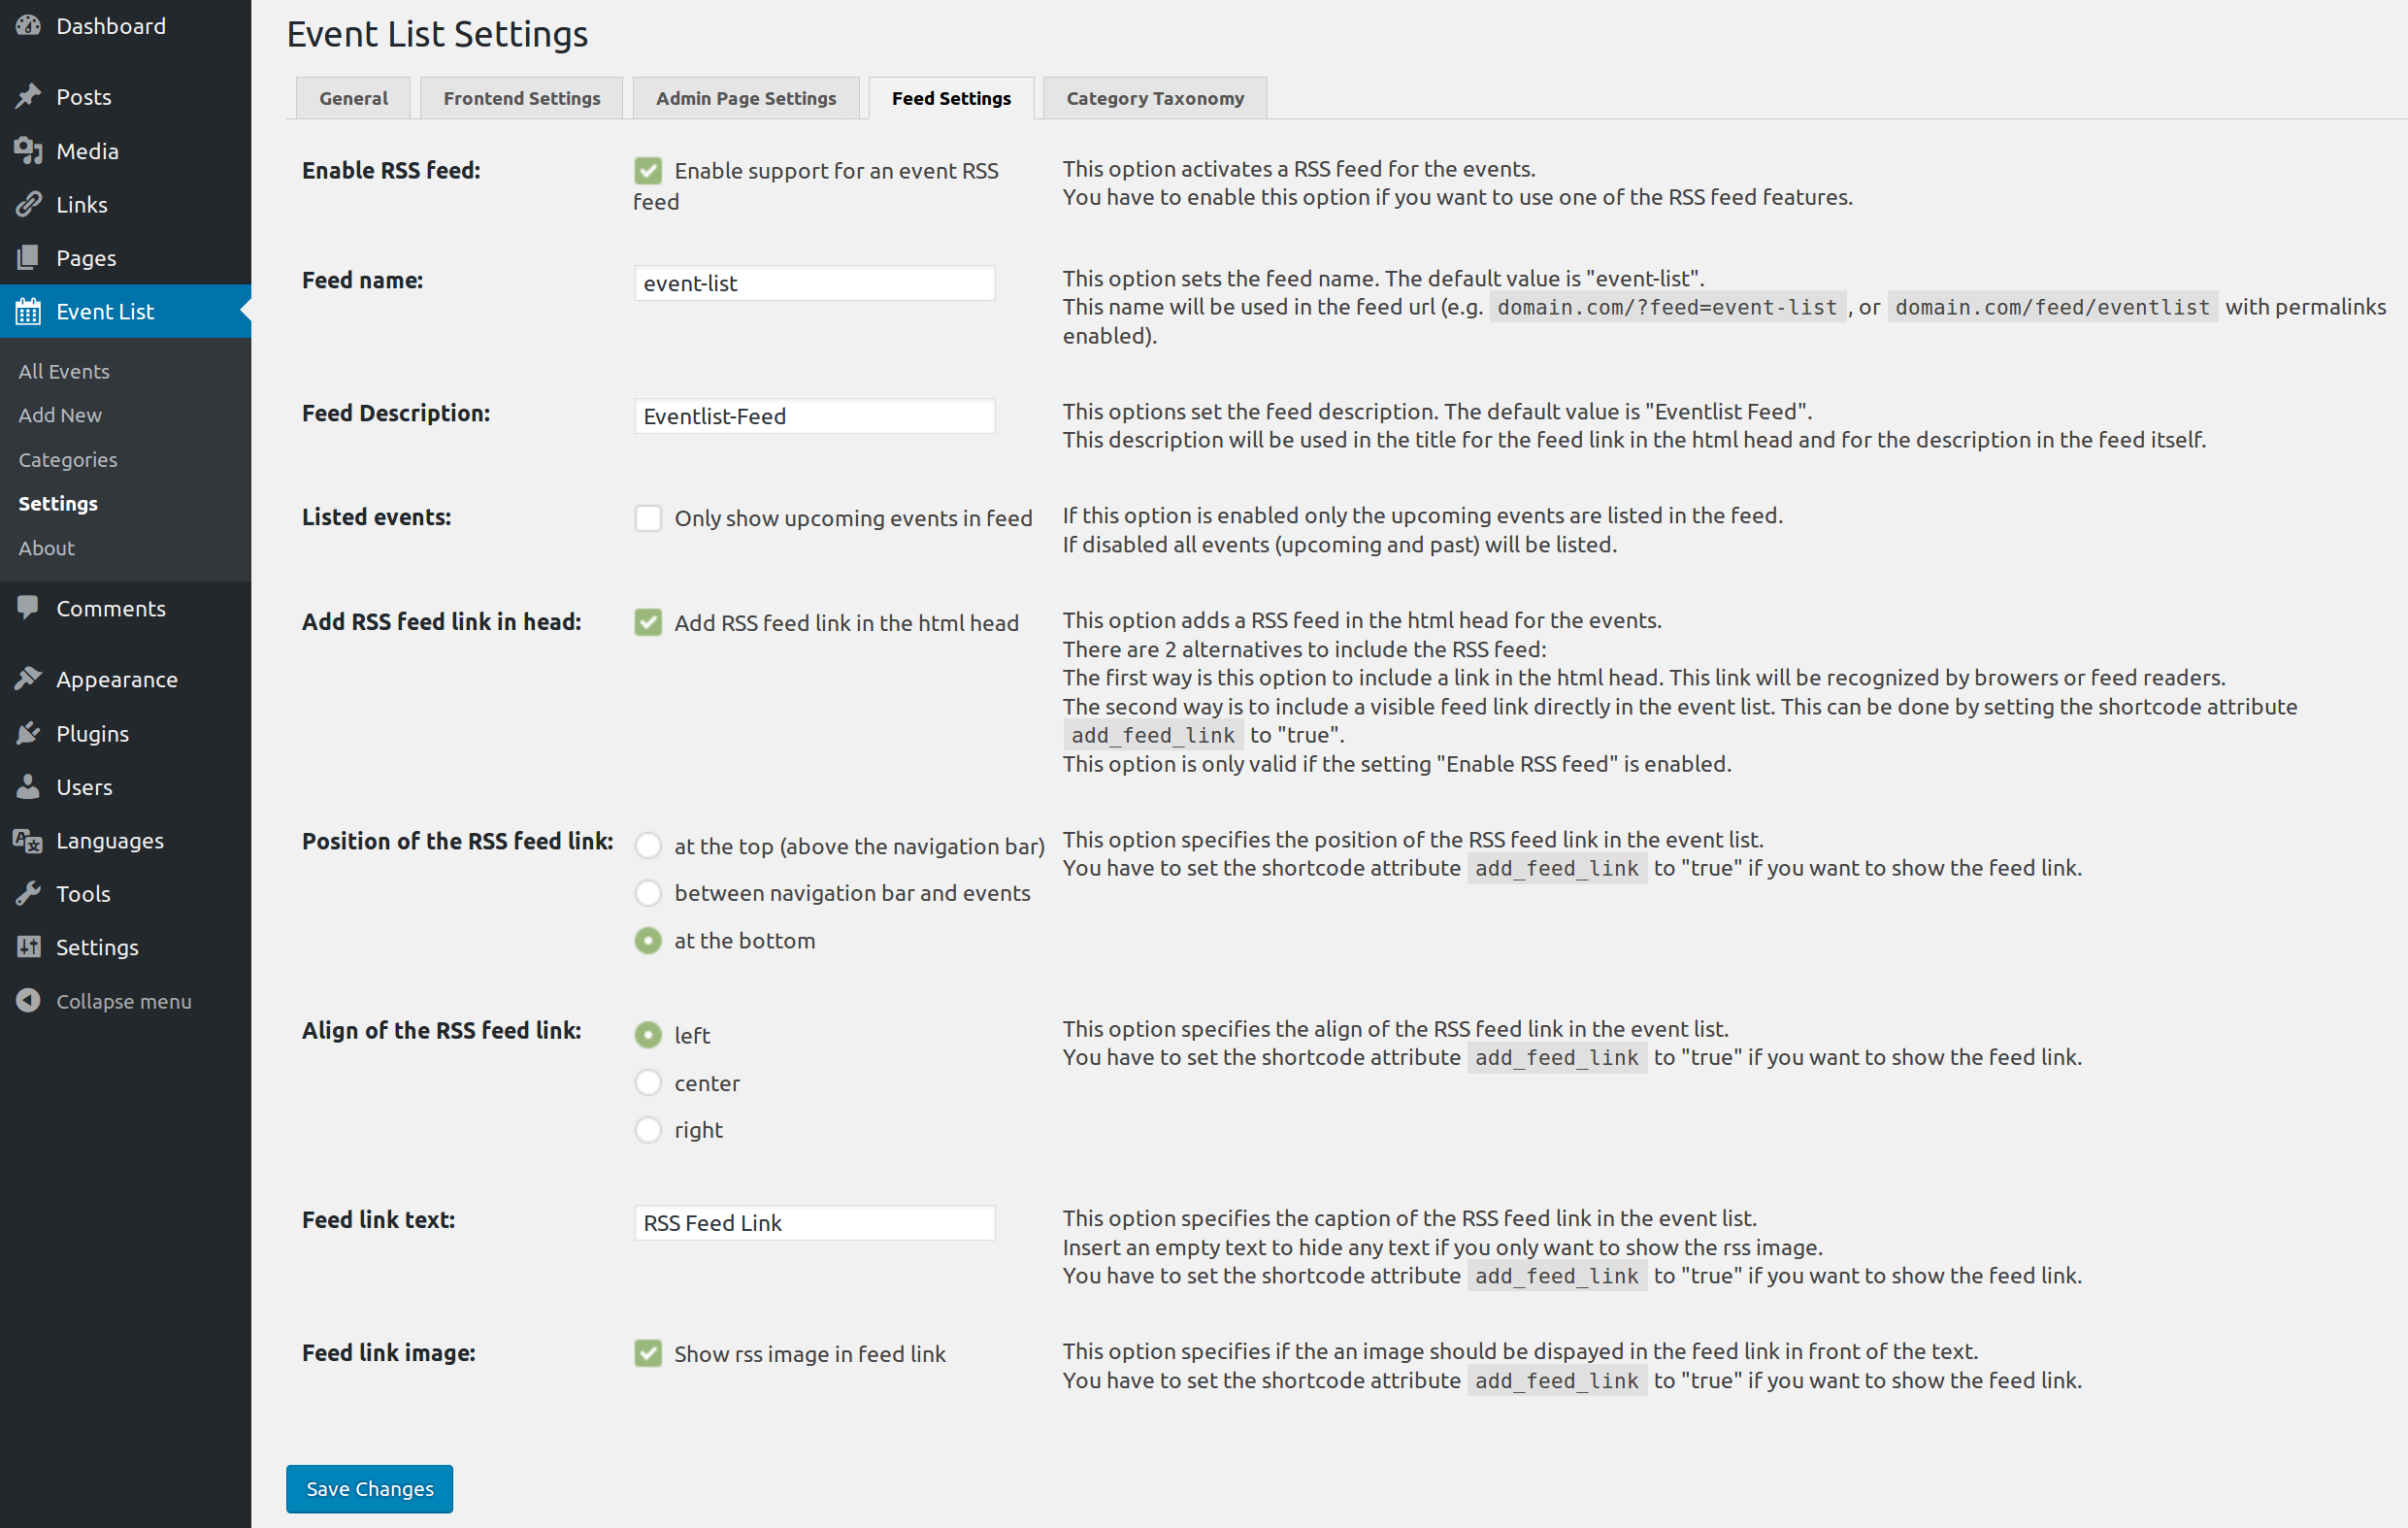 Dashboard
Posts
Media
Links
Pages
Event List
All Events
Add New
Categories
Settings
About
Comments
Appearance
Plugins
Users
Languages
Tools
Settings
Collapse menu
Event List Settings
General
Frontend Settings
Admin Page Settings
Feed Settings
Category Taxonomy
Enable RSS feed:
Enable support for an event RSS
feed
This option activates a RSS feed for the events.
You have to enable this option if you want to use one of the RSS feed features.
Feed name:
event-list
This option sets the feed name. The default value is "event-list".
This name will be used in the feed url (e.g. domain.com/?feed=event-list, or domain.com/feed/eventlist with permalinks
enabled).
Feed Description:
Eventlist-Feed
This options set the feed description. The default value is "Eventlist Feed".
This description will be used in the title for the feed link in the html head and for the description in the feed itself.
Listed events:
Only show upcoming events in feed
If this option is enabled only the upcoming events are listed in the feed.
If disabled all events (upcoming and past) will be listed.
Add RSS feed link in head:
Add RSS feed link in the html head
This option adds a RSS feed in the html head for the events.
There are 2 alternatives to include the RSS feed:
The first way is this option to include a link in the html head. This link will be recognized by browers or feed readers.
The second way is to include a visible feed link directly in the event list. This can be done by setting the shortcode attribute
add_feed_link to "true".
This option is only valid if the setting "Enable RSS feed" is enabled.
Position of the RSS feed link:
at the top (above the navigation bar)
between navigation bar and events
at the bottom
This option specifies the position of the RSS feed link in the event list.
You have to set the shortcode attribute add_feed_link to "true" if you want to show the feed link.
Align of the RSS feed link:
left
center
right
This option specifies the align of the RSS feed link in the event list.
You have to set the shortcode attribute add_feed_link to "true" if you want to show the feed link.
Feed link text:
RSS Feed Link
This option specifies the caption of the RSS feed link in the event list.
Insert an empty text to hide any text if you only want to show the rss image.
You have to set the shortcode attribute add_feed_link to "true" if you want to show the feed link.
Feed link image:
Show rss image in feed link
This option specifies if the an image should be dispayed in the feed link in front of the text.
You have to set the shortcode attribute add_feed_link to "true" if you want to show the feed link.
Save Changes